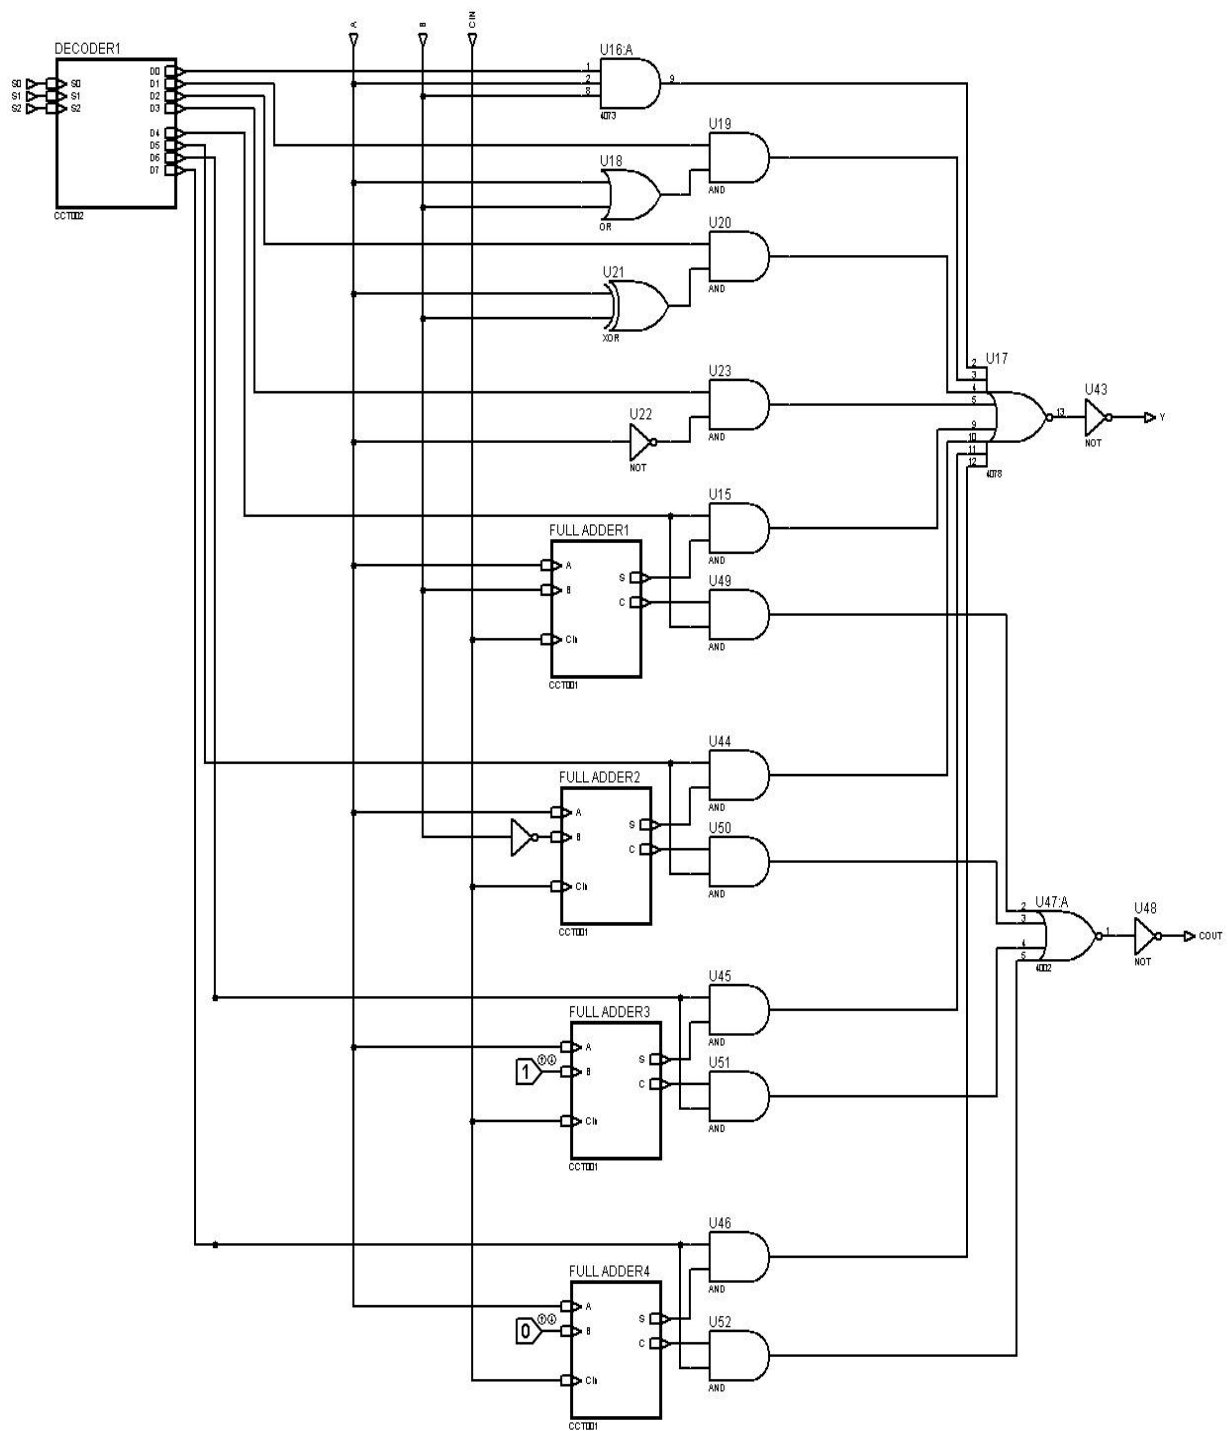 A
B
CIN
DECODER1
S0
S1
S2
S0
S1
S2
D0
D1
D2
D3
D4
D5
D6
D7
CCT002
U16:A
1
2
8
9
4073
U19
AND
U18
OR
U20
AND
U21
XOR
U23
AND
U22
NOT
U17
2
3
4
5
9
10
11
12
13
4078
U43
NOT
Y
U15
AND
FULL ADDER1
A
B
Cin
S
C
CCT001
U49
AND
U44
AND
FULL ADDER2
A
B
Cin
S
C
CCT001
U50
AND
U47:A
2
3
4
5
1
4002
U48
NOT
COUT
U45
AND
FULL ADDER3
A
B
Cin
S
C
1
CCT001
U51
AND
U46
AND
FULL ADDER4
A
B
Cin
S
C
0
CCT001
U52
AND